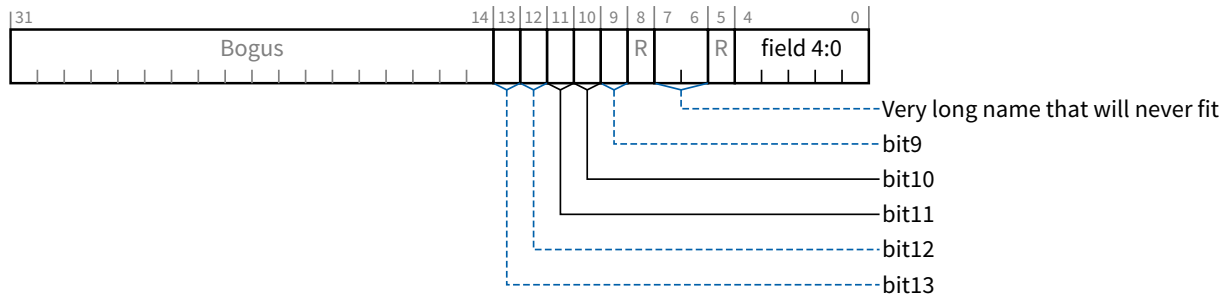 31 14 13 12 11 10 9 8 7 6 5 4 0
Bogus R R field 4:0
Very long name that will never fit
bit9
bit10
bit11
bit12
bit13